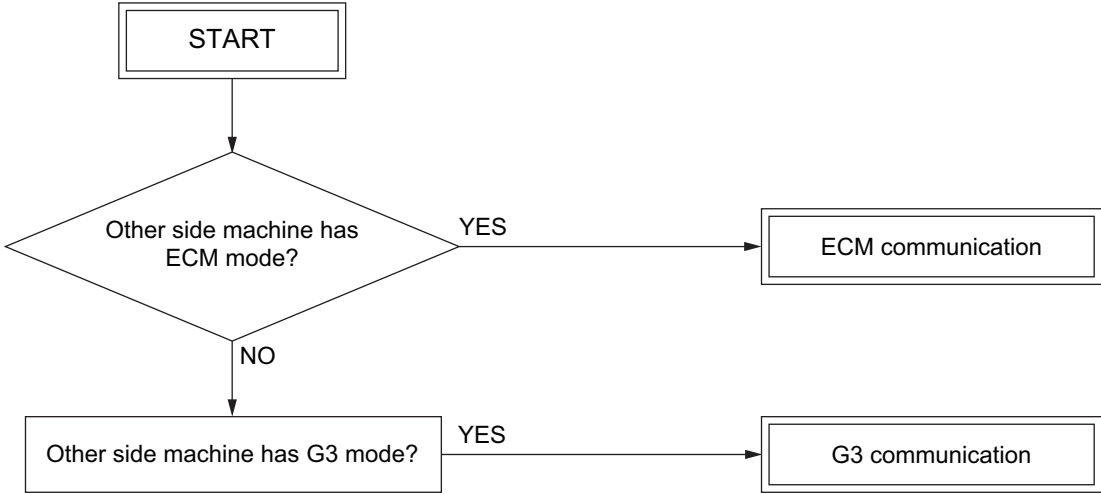 START
Other side machine has
ECM mode?
YES
ECM communication
NO
Other side machine has G3 mode?
YES
G3 communication